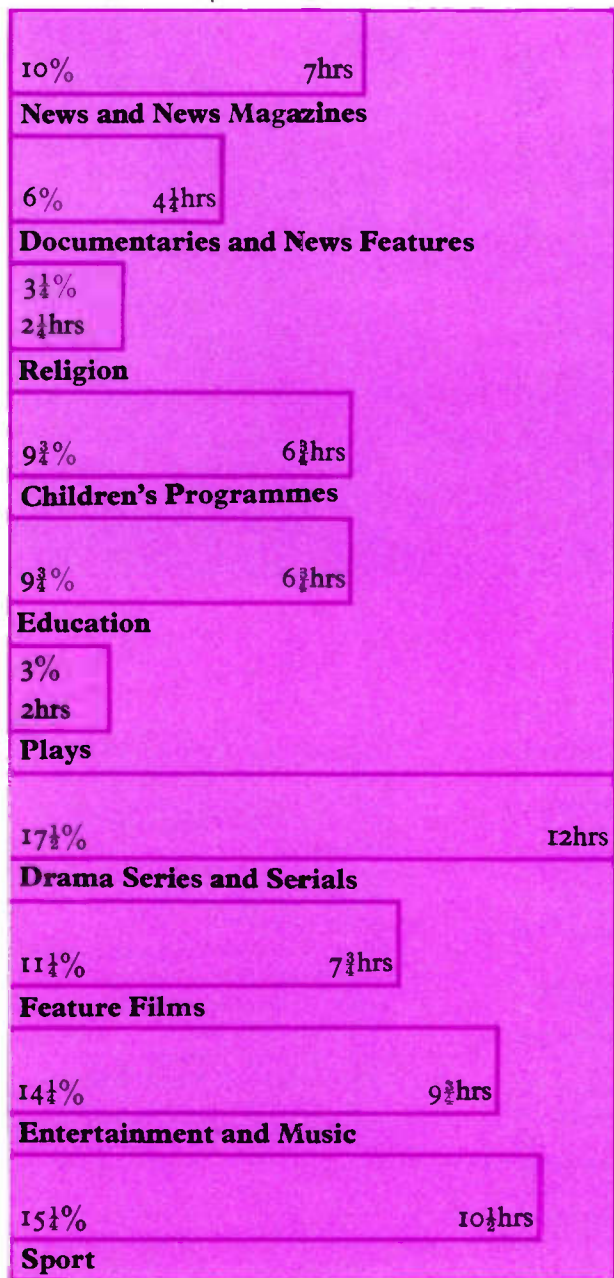 10% 7hrs
News and News Magazines
6% 4¼hrs
Documentaries and News Features
3¼%
2¼hrs
Religion
9¾% 6¾hrs
Children's Programmes
9¾% 6¾hrs
Education
3%
2hrs
Plays
17½% 12hrs
Drama Series and Serials
11¼% 7¾hrs
Feature Films
14¼% 9¾hrs
Entertainment and Music
15¼% 10½hrs
Sport